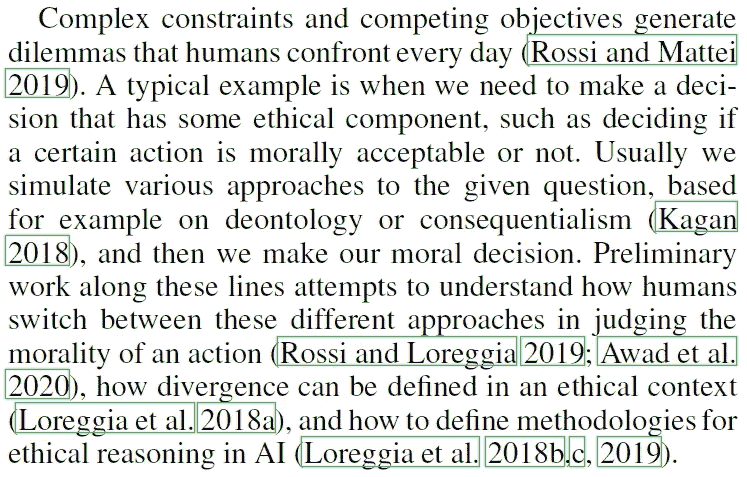 Complex constraints and competing objectives generate
dilemmas that humans confront every day (Rossi and Mattei
2019). A typical example is when we need to make a deci-
sion that has some ethical component, such as deciding if
a certain action is morally acceptable or not. Usually we
simulate various approaches to the given question, based
for example on deontology or consequentialism (Kagan
2018), and then we make our moral decision. Preliminary
work along these lines attempts to understand how humans
switch between these different approaches in judging the
morality of an action (Rossi and Loreggia 2019; Awad et al.
2020), how divergence can be defined in an ethical context
(Loreggia et al. 2018a), and how to define methodologies for
ethical reasoning in AI (Loreggia et al. 2018b,c, 2019).